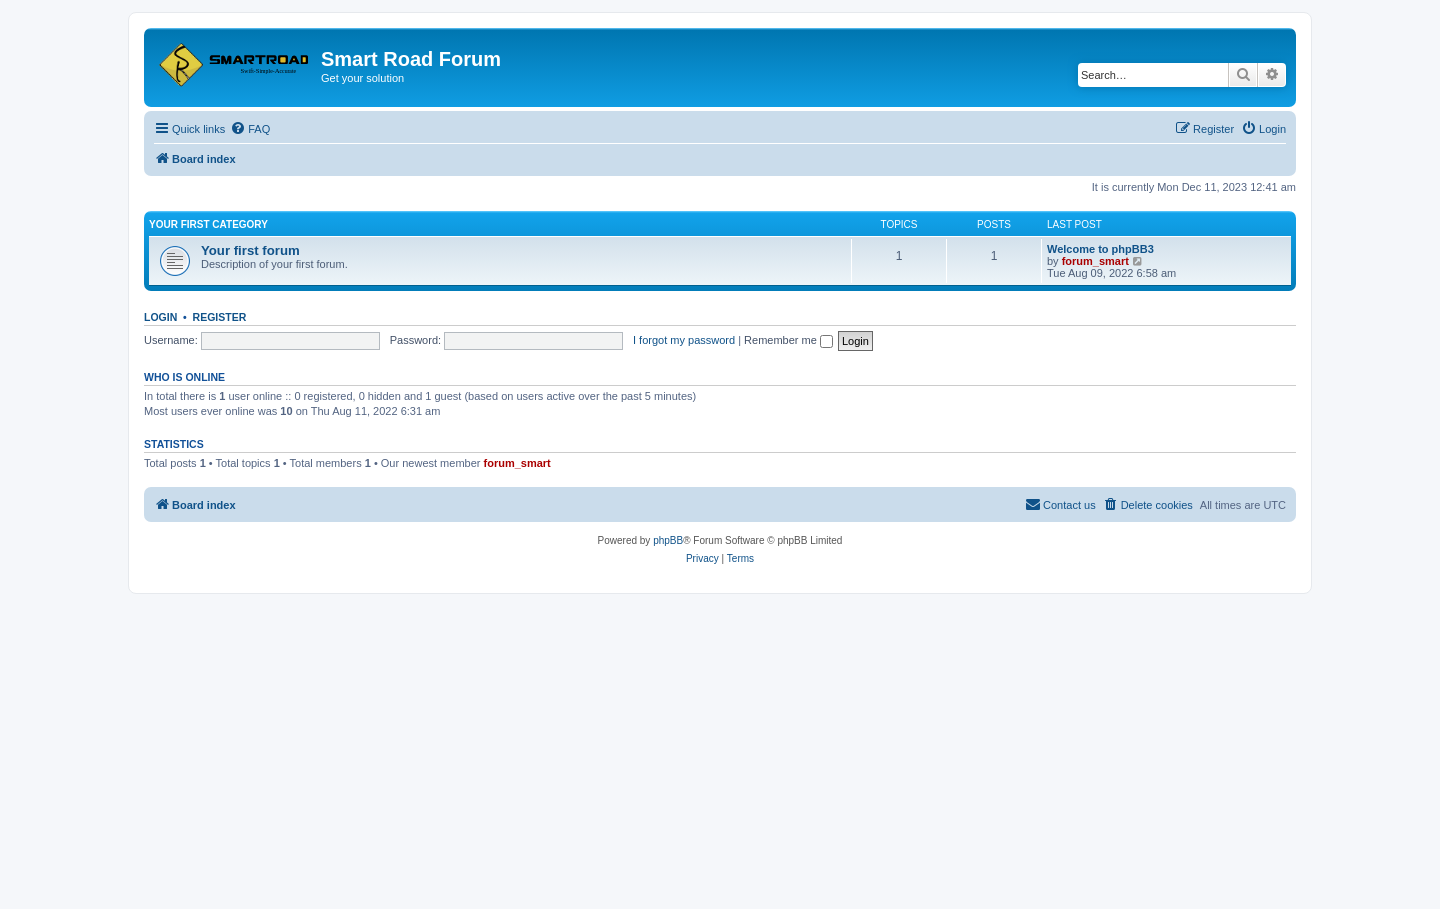 SMARTROAD
Swift-Simple-Accurate
Smart Road Forum
Get your solution
Search…
Quick links FAQ Register Login
Board index
It is currently Mon Dec 11, 2023 12:41 am
YOUR FIRST CATEGORY TOPICS POSTS LAST POST
Your first forum
Description of your first forum.
1 1
Welcome to phpBB3
by forum_smart
Tue Aug 09, 2022 6:58 am
LOGIN • REGISTER
Username: Password: I forgot my password | Remember me Login
WHO IS ONLINE
In total there is 1 user online :: 0 registered, 0 hidden and 1 guest (based on users active over the past 5 minutes)
Most users ever online was 10 on Thu Aug 11, 2022 6:31 am
STATISTICS
Total posts 1 • Total topics 1 • Total members 1 • Our newest member forum_smart
Board index Contact us Delete cookies All times are UTC
Powered by phpBB® Forum Software © phpBB Limited
Privacy | Terms